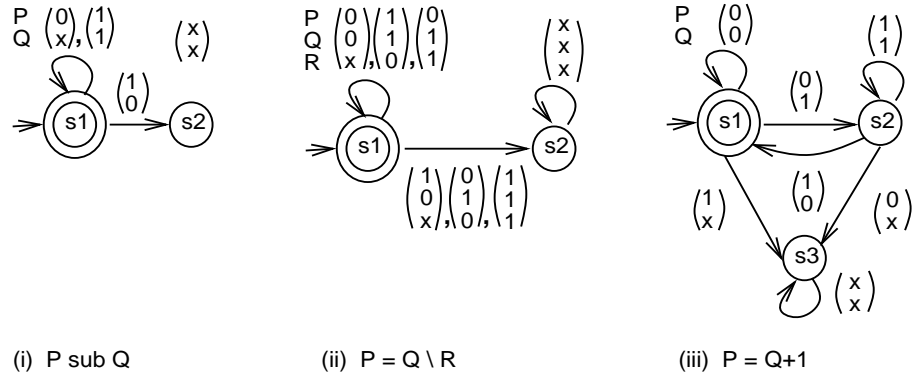 P (0 x), (1 1)
Q
(x x)
(1 0)
s1
s2
(i) P sub Q
P (0 0 x), (1 1 0), (0 1 1)
Q
R
(x x x)
s1
s2
(1 0 x), (0 1 0), (1 1 1)
(ii) P = Q \ R
P (0 0)
Q
(1 1)
(0 1)
s1
s2
(1 x)
(1 0)
(0 x)
s3
(x x)
(iii) P = Q+1